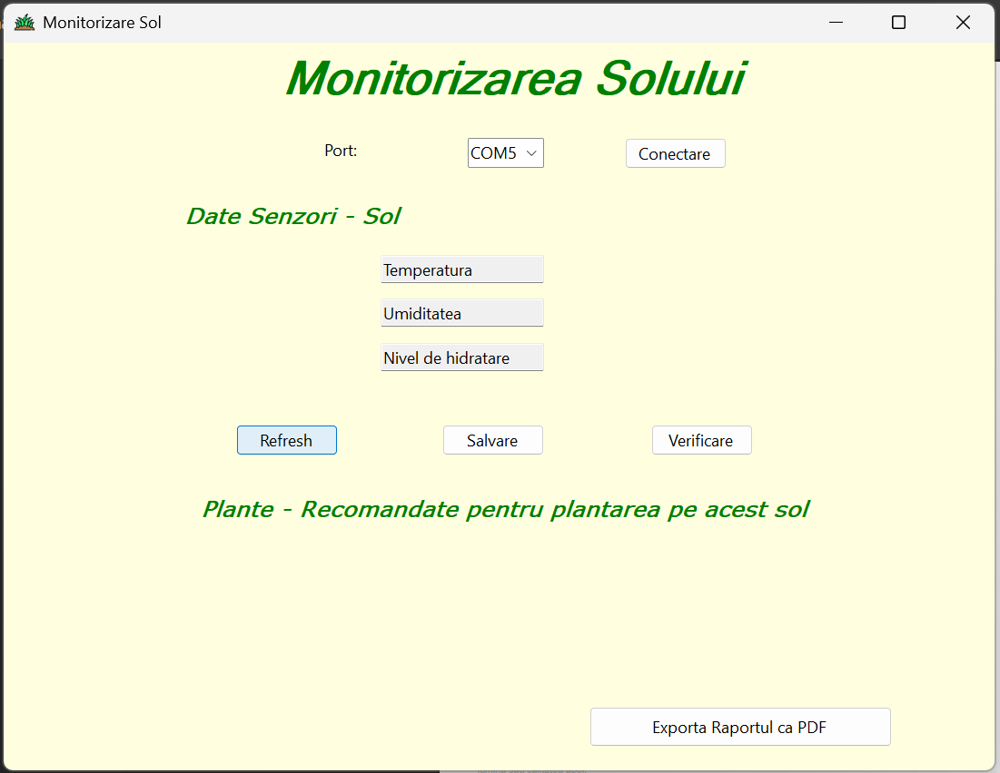 Monitorizare Sol
Monitorizarea Solului
Port: COM5 Conectare
Date Senzori - Sol
Temperatura
Umiditatea
Nivel de hidratare
Refresh Salvare Verificare
Plante - Recomandate pentru plantarea pe acest sol
Exporta Raportul ca PDF